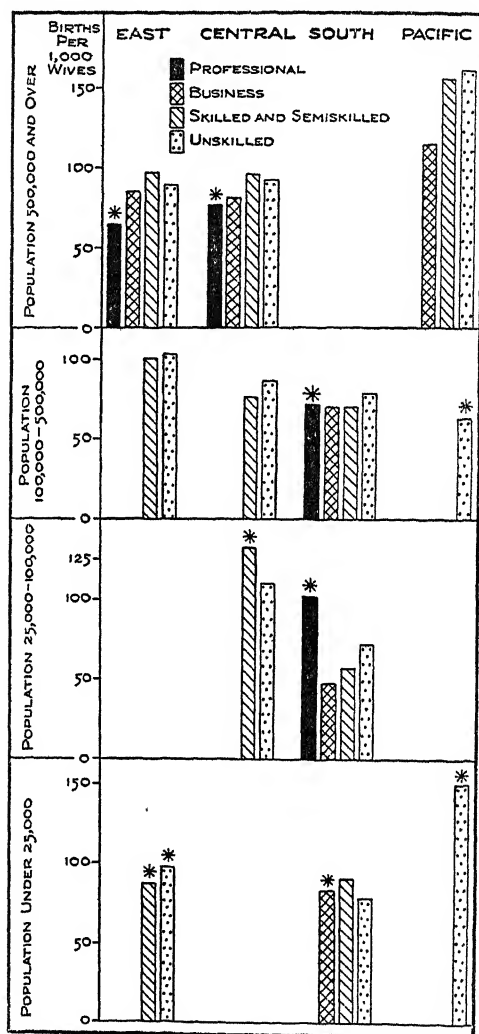 BIRTHS
PER
1,000
WIVES
EAST CENTRAL SOUTH PACIFIC
PROFESSIONAL
BUSINESS
SKILLED AND SEMISKILLED
UNSKILLED
POPULATION 500,000 AND OVER
150
100
50
0
*
*
POPULATION
100,000–500,000
100
50
0
*
*
POPULATION 25,000–100,000
125
100
50
0
*
*
POPULATION UNDER 25,000
150
100
50
0
*
*
*
*